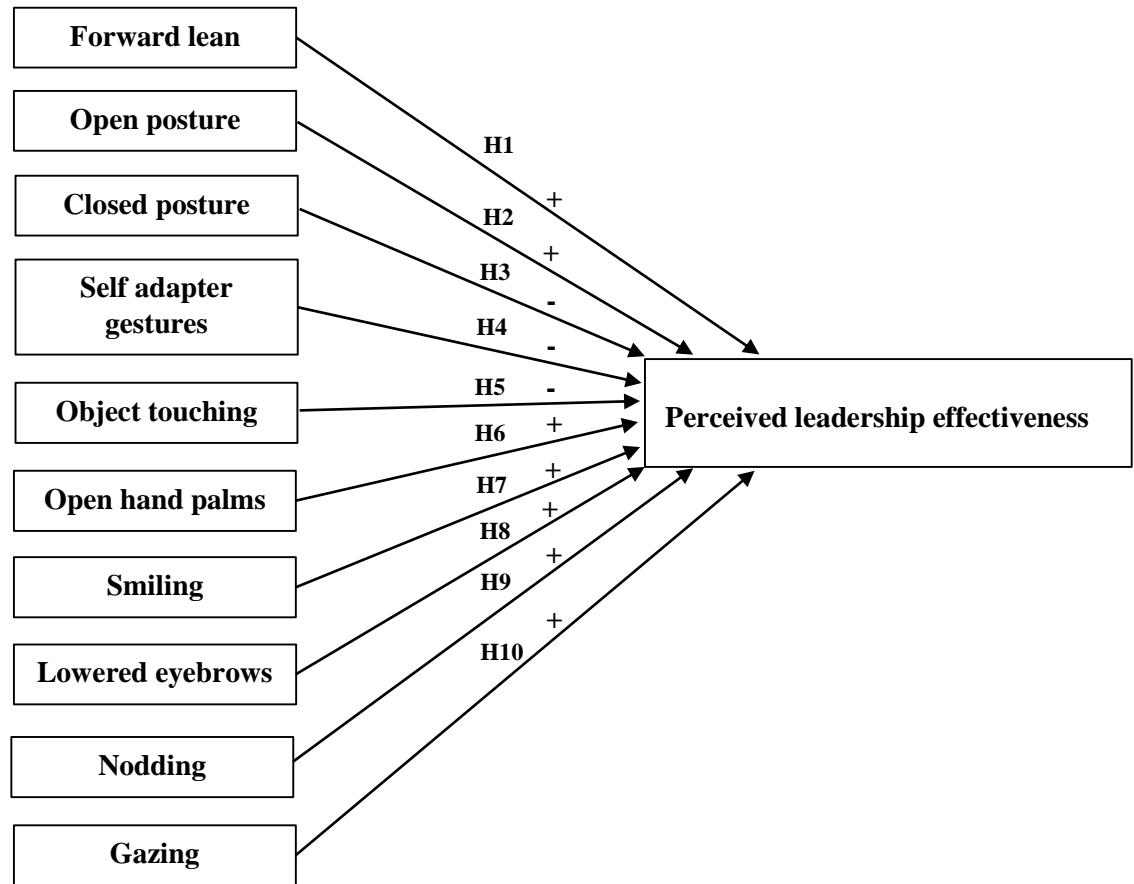 Forward lean
Open posture
Closed posture
Self adapter
gestures
Object touching
Open hand palms
Smiling
Lowered eyebrows
Nodding
Gazing
H1
+
H2
+
H3
-
H4
-
H5
-
H6
+
H7
+
H8
+
H9
+
H10
+
Perceived leadership effectiveness